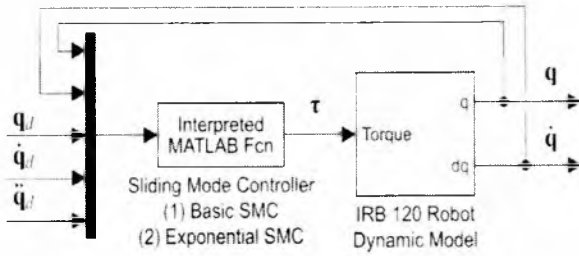 q
q_d
q̇_d
q̈_d
Interpreted
MATLAB Fcn
τ
Torque
q
dq
q̇
Sliding Mode Controller
(1) Basic SMC
(2) Exponential SMC
IRB 120 Robot
Dynamic Model